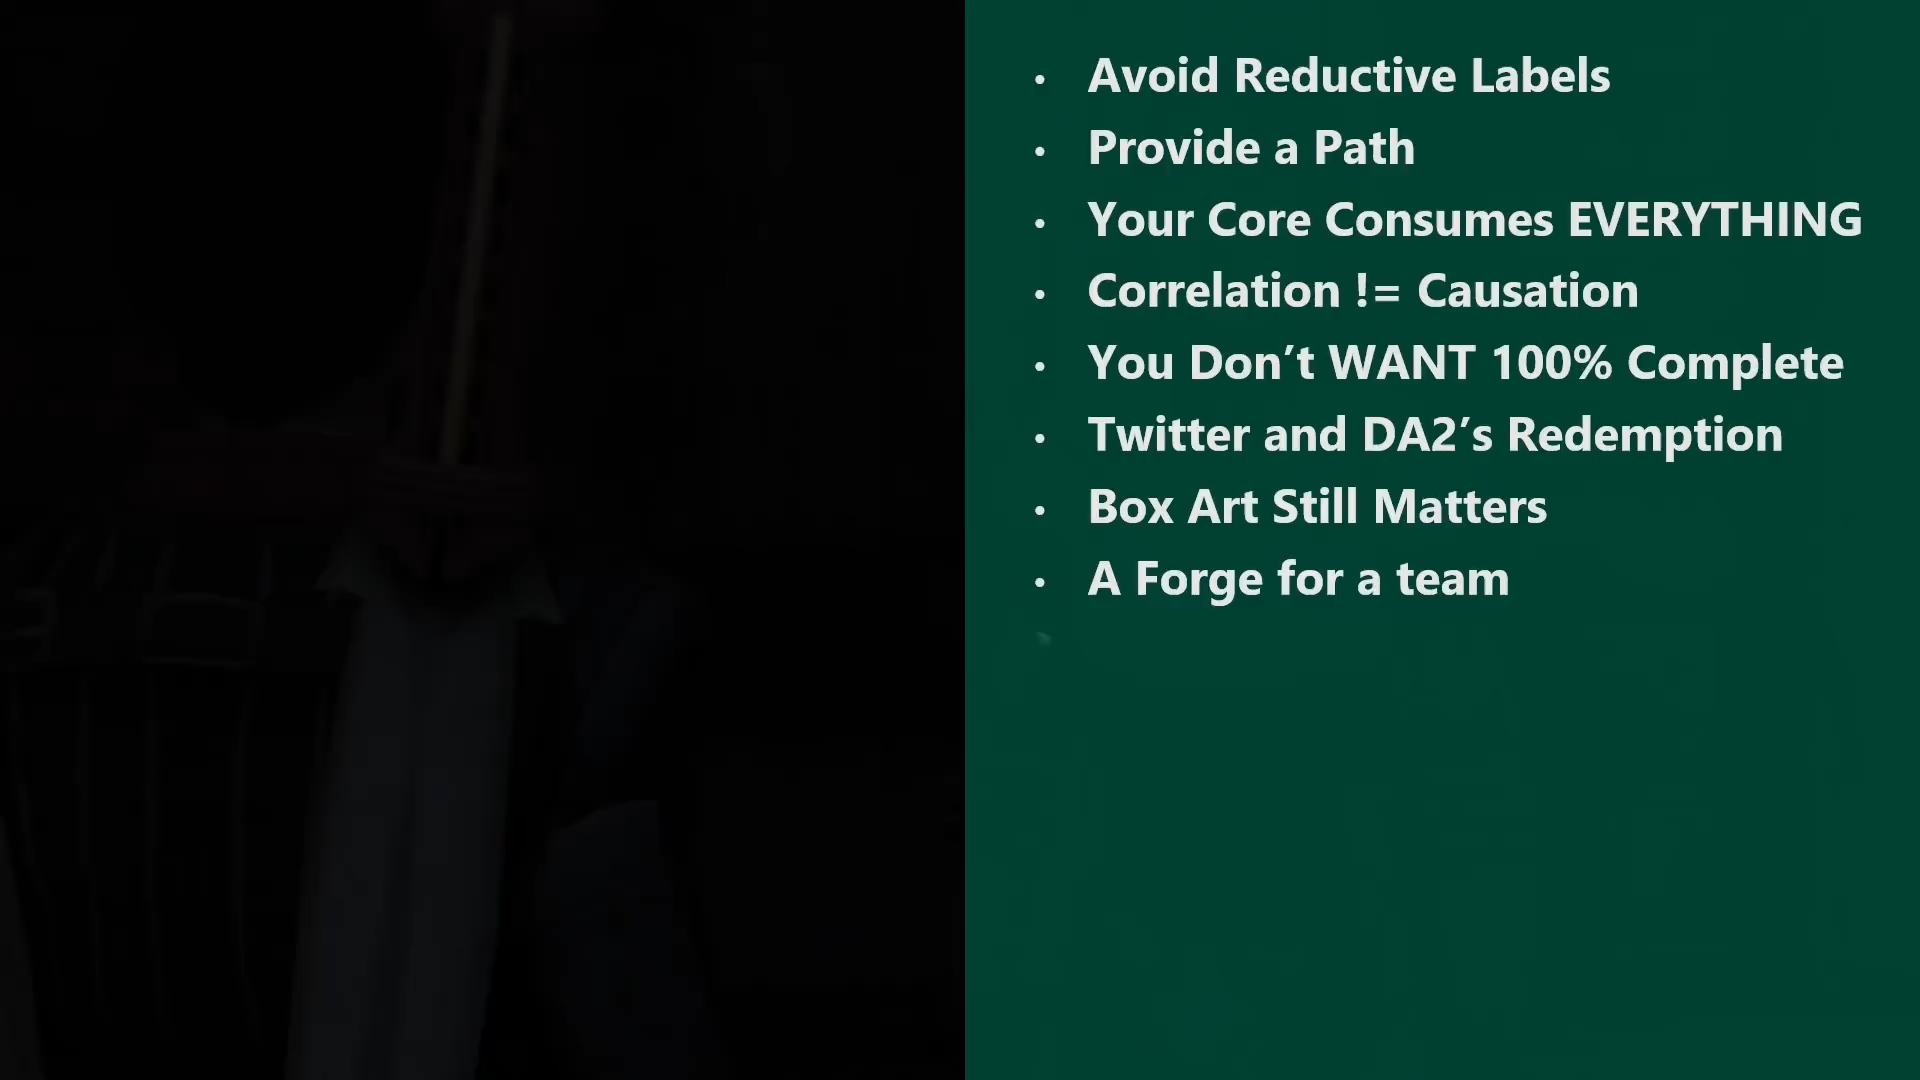 • Avoid Reductive Labels
• Provide a Path
• Your Core Consumes EVERYTHING
• Correlation != Causation
• You Don’t WANT 100% Complete
• Twitter and DA2’s Redemption
• Box Art Still Matters
• A Forge for a team